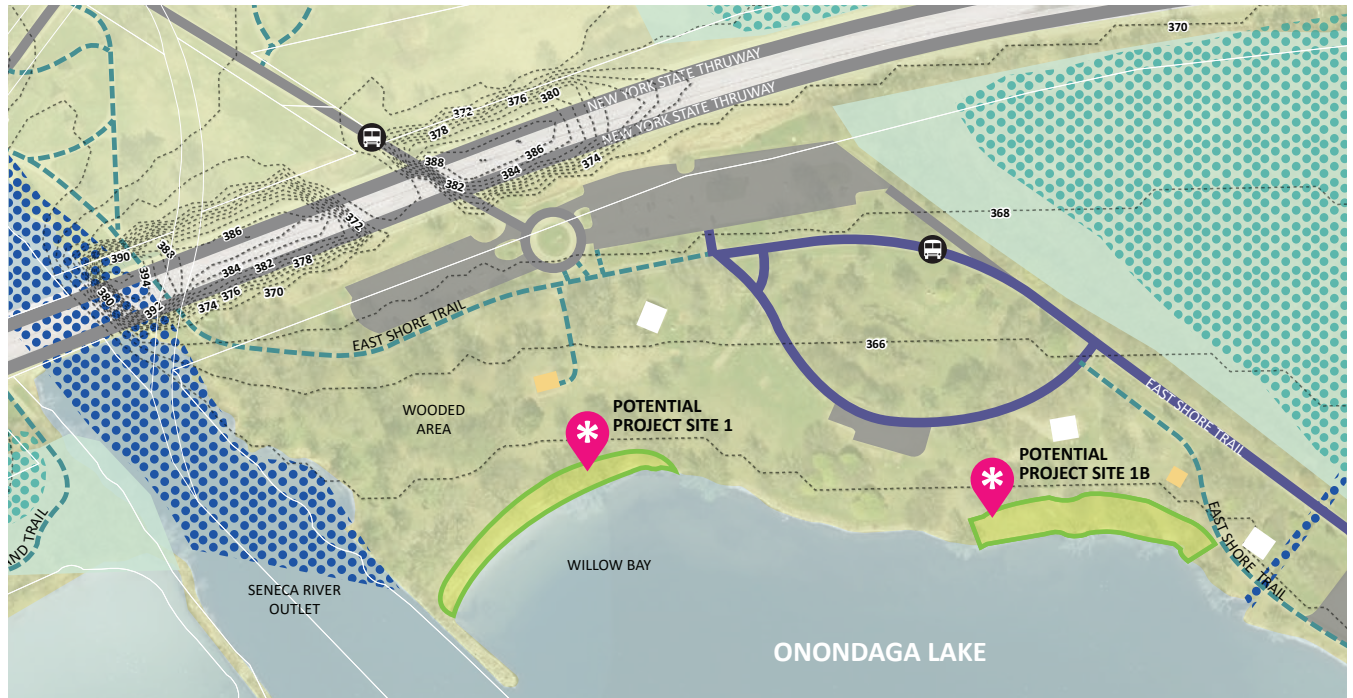 370
NEW YORK STATE THRUWAY
NEW YORK STATE THRUWAY
372
376
380
378
388
382
384
386
374
386
372
390
388
394
384
382
378
380
392
374
376
370
368
EAST SHORE TRAIL
366
EAST SHORE TRAIL
WOODED
AREA
POTENTIAL
PROJECT SITE 1
POTENTIAL
PROJECT SITE 1B
EAST SHORE TRAIL
WILLOW BAY
SENECA RIVER
OUTLET
ONONDAGA LAKE
ND TRAIL